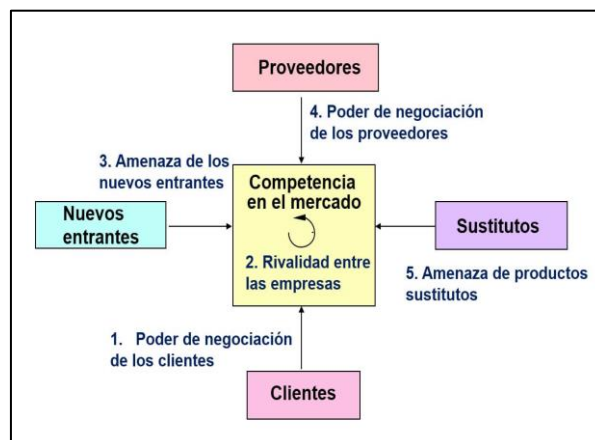 Proveedores
4. Poder de negociación
de los proveedores
3. Amenaza de los
nuevos entrantes
Competencia
en el mercado
Nuevos
entrantes
Sustitutos
2. Rivalidad entre
las empresas
5. Amenaza de productos
sustitutos
1. Poder de negociación
de los clientes
Clientes